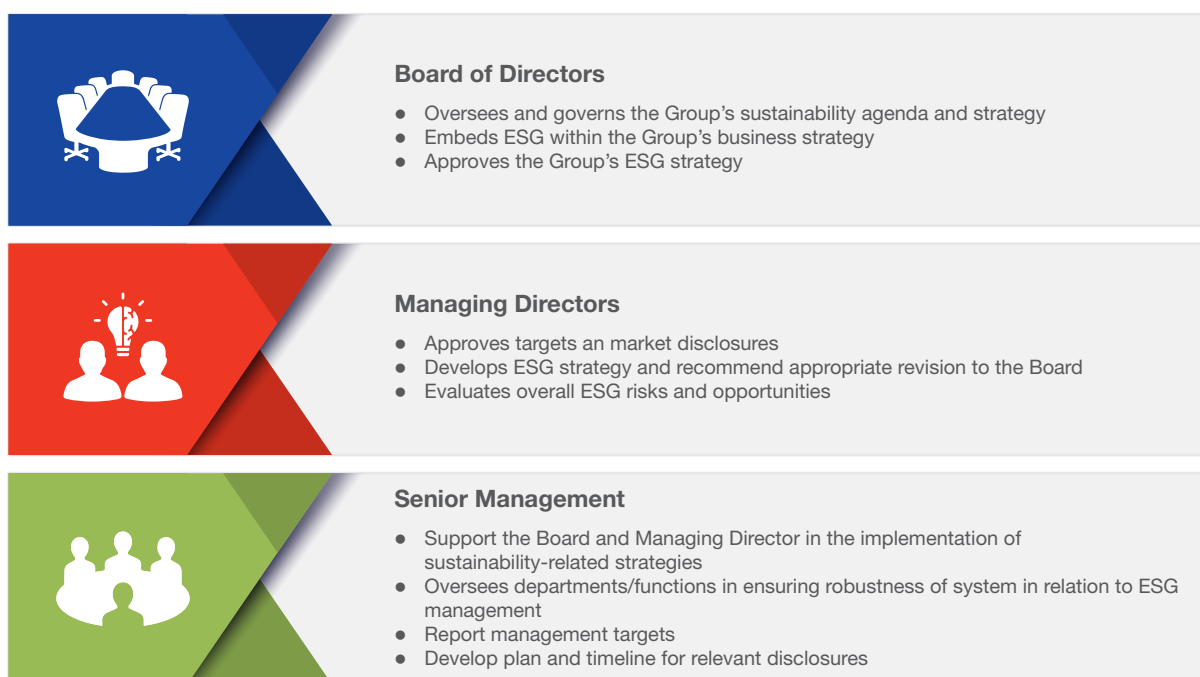 Board of Directors
● Oversees and governs the Group’s sustainability agenda and strategy
● Embeds ESG within the Group’s business strategy
● Approves the Group’s ESG strategy
Managing Directors
● Approves targets an market disclosures
● Develops ESG strategy and recommend appropriate revision to the Board
● Evaluates overall ESG risks and opportunities
Senior Management
● Support the Board and Managing Director in the implementation of
sustainability-related strategies
● Oversees departments/functions in ensuring robustness of system in relation to ESG
management
● Report management targets
● Develop plan and timeline for relevant disclosures